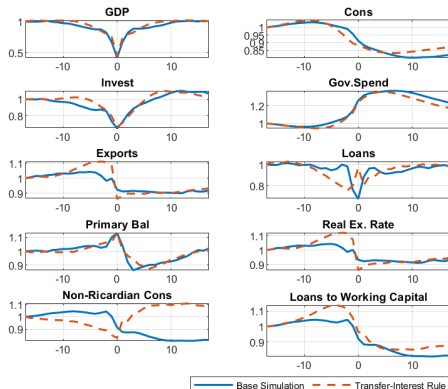 GDP
1
0.5
-10 0 10
Cons
1
0.95
0.9
0.85
-10 0 10
Invest
1
0.8
-10 0 10
Gov.Spend
1.2
1
-10 0 10
Exports
1.1
1
0.9
-10 0 10
Loans
1
0.8
-10 0 10
Primary Bal
1.1
1
0.9
-10 0 10
Real Ex. Rate
1.1
1
0.9
-10 0 10
Non-Ricardian Cons
1
0.9
-10 0 10
Loans to Working Capital
1.1
1
0.9
-10 0 10
Base Simulation Transfer-Interest Rule